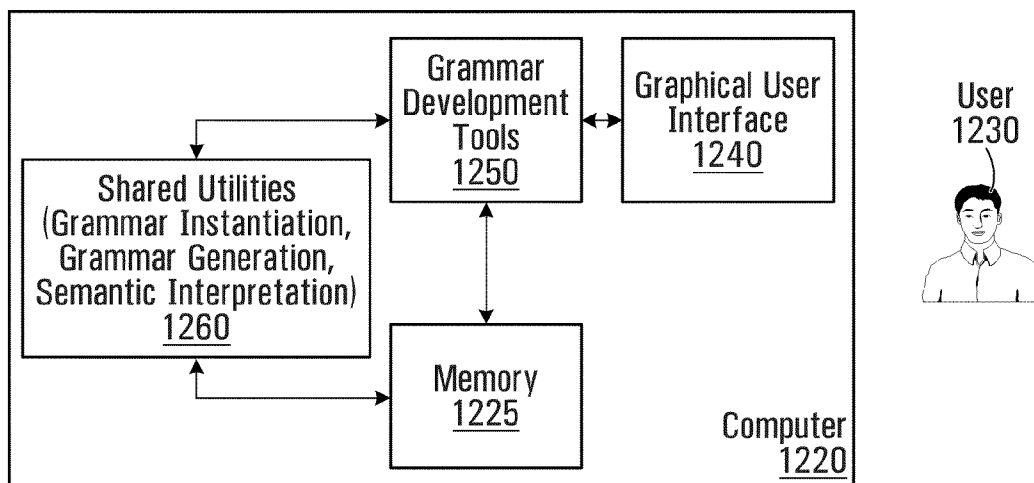 Grammar
Development
Tools
1250
Graphical User
Interface
1240
User
1230
Shared Utilities
(Grammar Instantiation,
Grammar Generation,
Semantic Interpretation)
1260
Memory
1225
Computer
1220